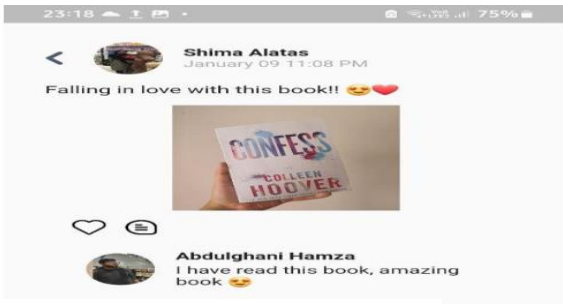 23:18
75%
Shima Alatas
January 09 11:08 PM
Falling in love with this book!! 😍❤️
CONFESS
COLLEEN
HOOVER
Abdulghani Hamza
I have read this book, amazing
book 😍